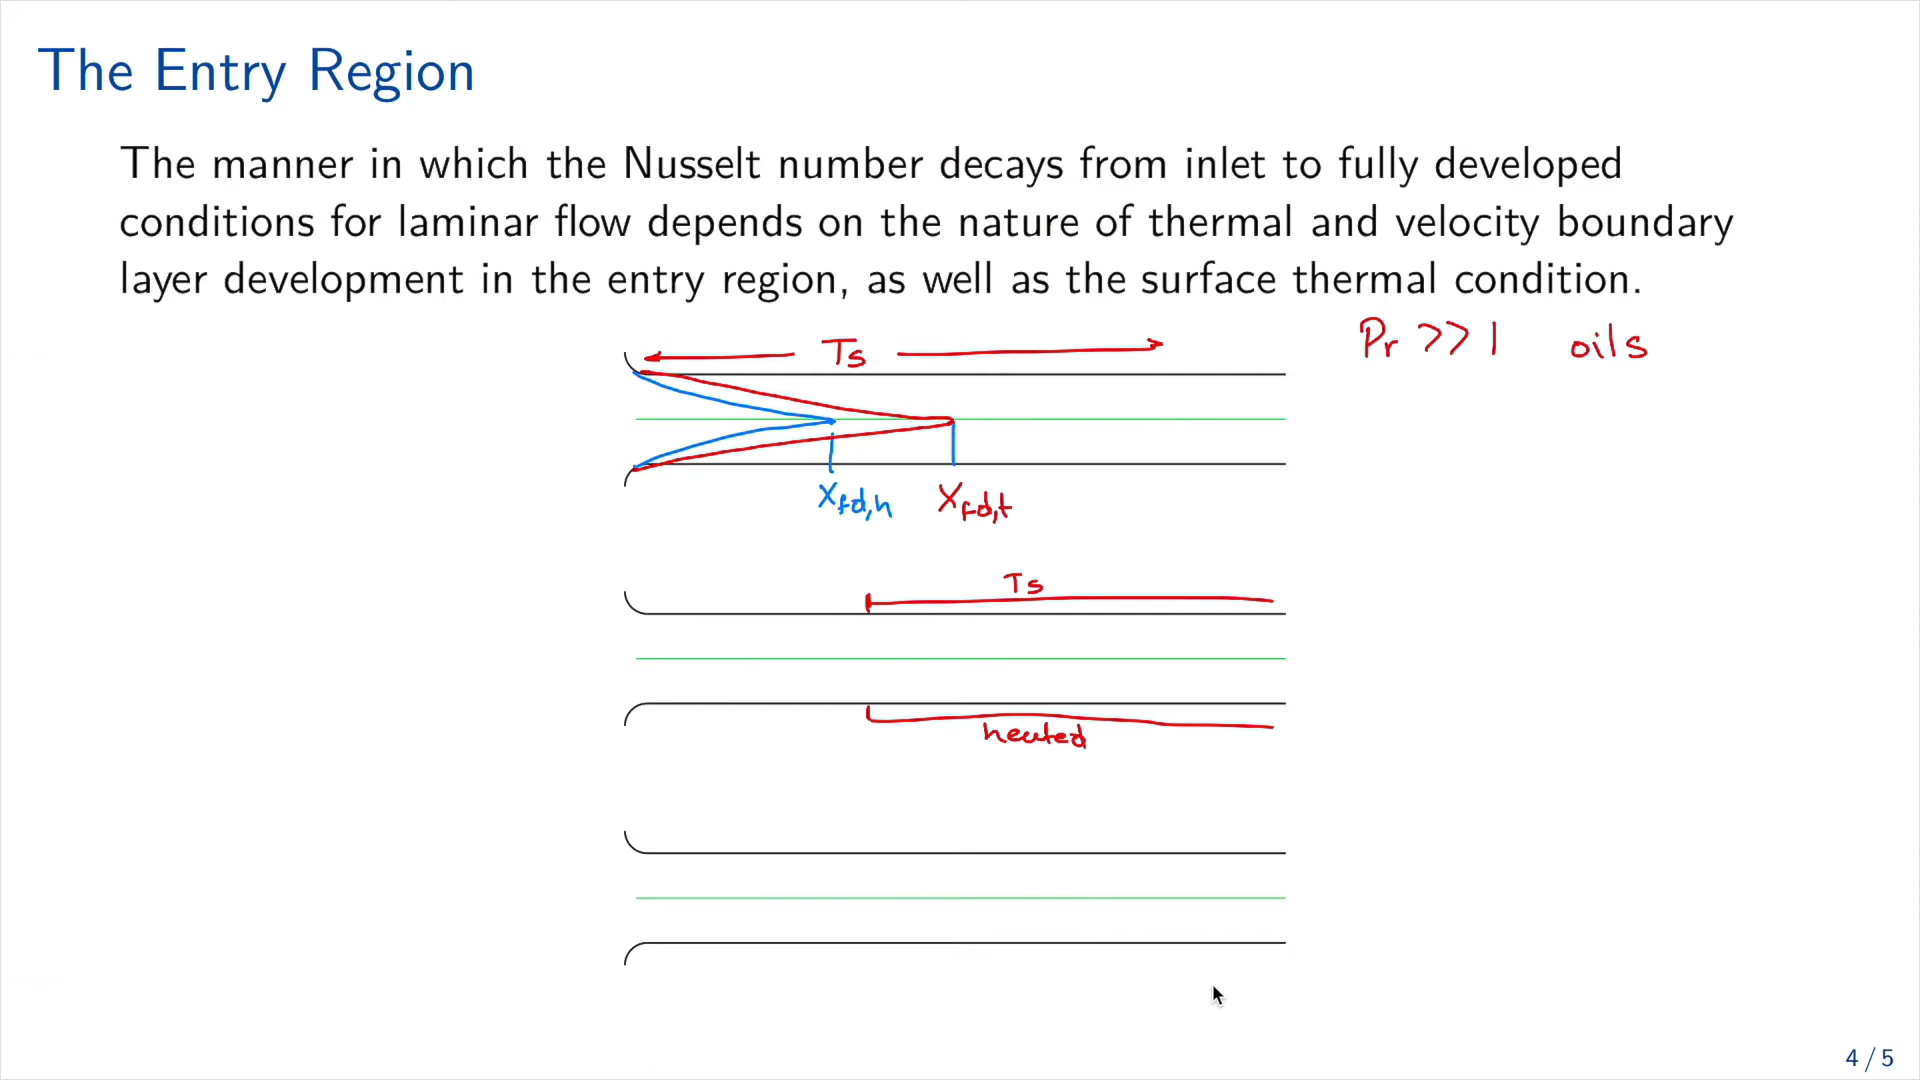 The Entry Region
The manner in which the Nusselt number decays from inlet to fully developed
conditions for laminar flow depends on the nature of thermal and velocity boundary
layer development in the entry region, as well as the surface thermal condition.
Pr >> 1 oils
Ts
Xfd,h Xfd,t
Ts
heated
4 / 5